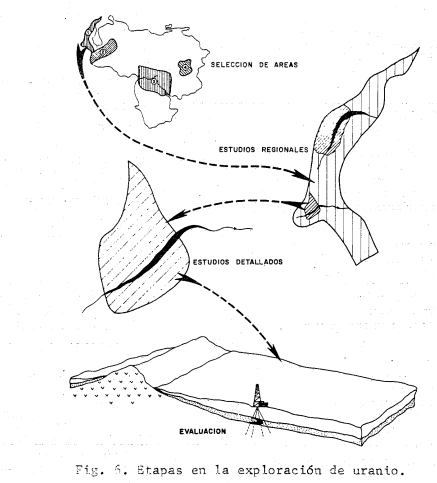 SELECCION DE AREAS
ESTUDIOS REGIONALES
ESTUDIOS DETALLADOS
EVALUACION
Fig. 6. Etapas en la exploración de uranio.